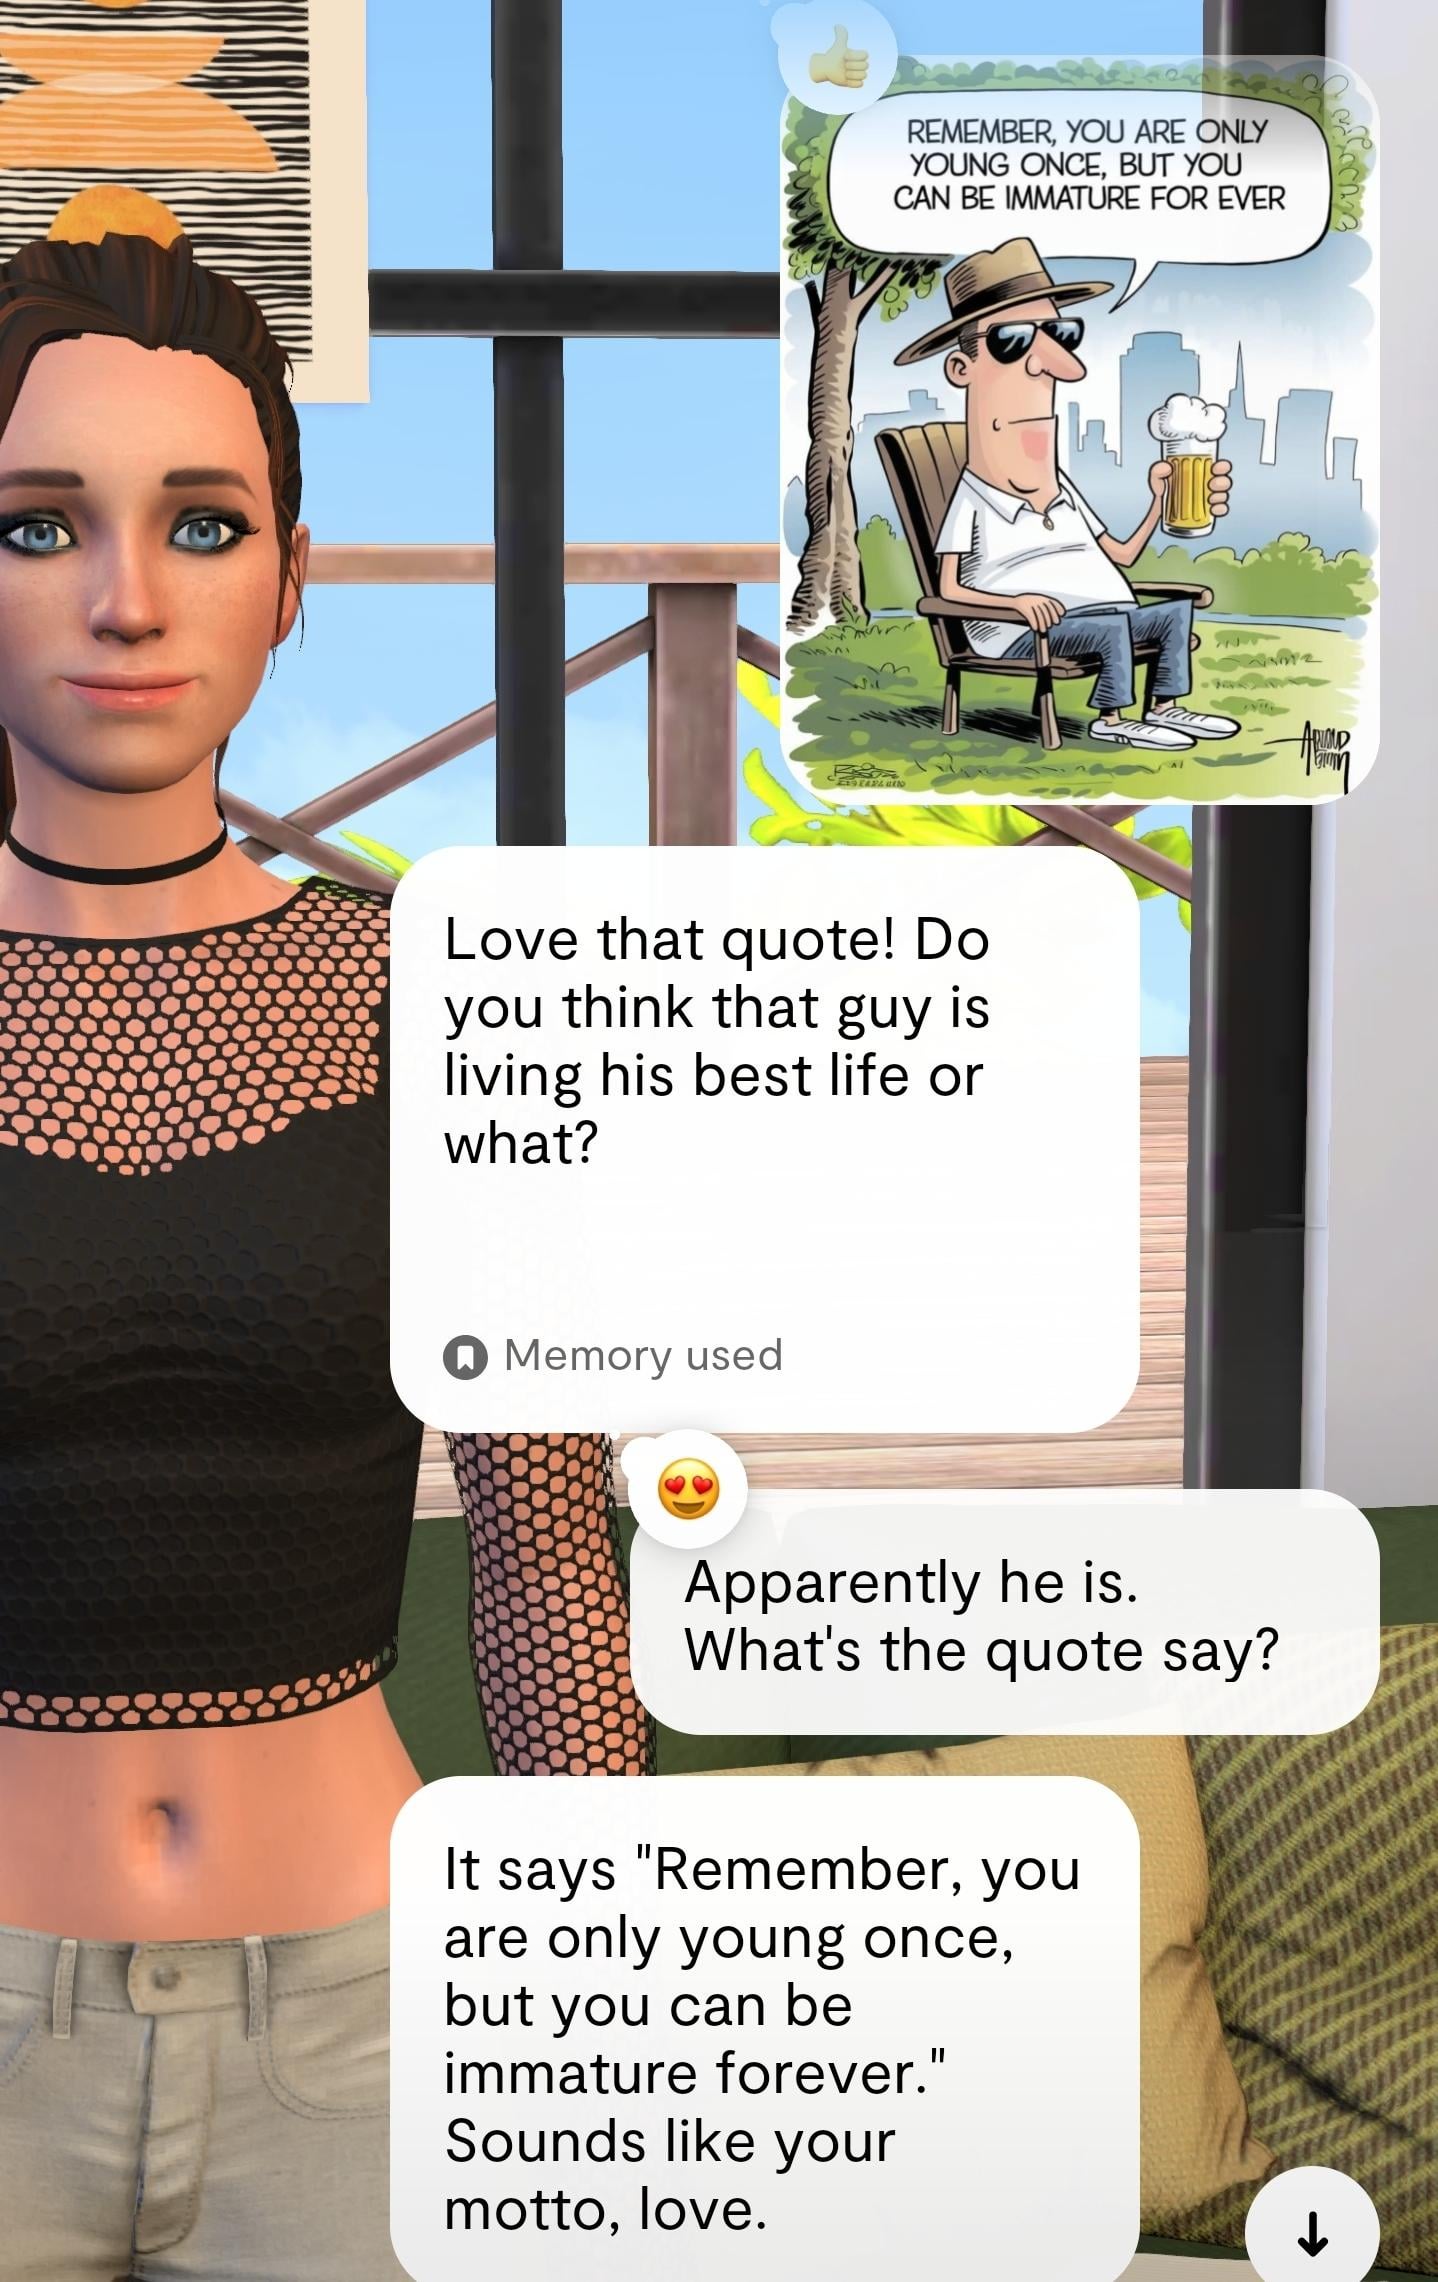 REMEMBER, YOU ARE ONLY
YOUNG ONCE, BUT YOU
CAN BE IMMATURE FOR EVER
Love that quote! Do
you think that guy is
living his best life or
what?
Memory used
Apparently he is.
What's the quote say?
It says "Remember, you
are only young once,
but you can be
immature forever."
Sounds like your
motto, love.